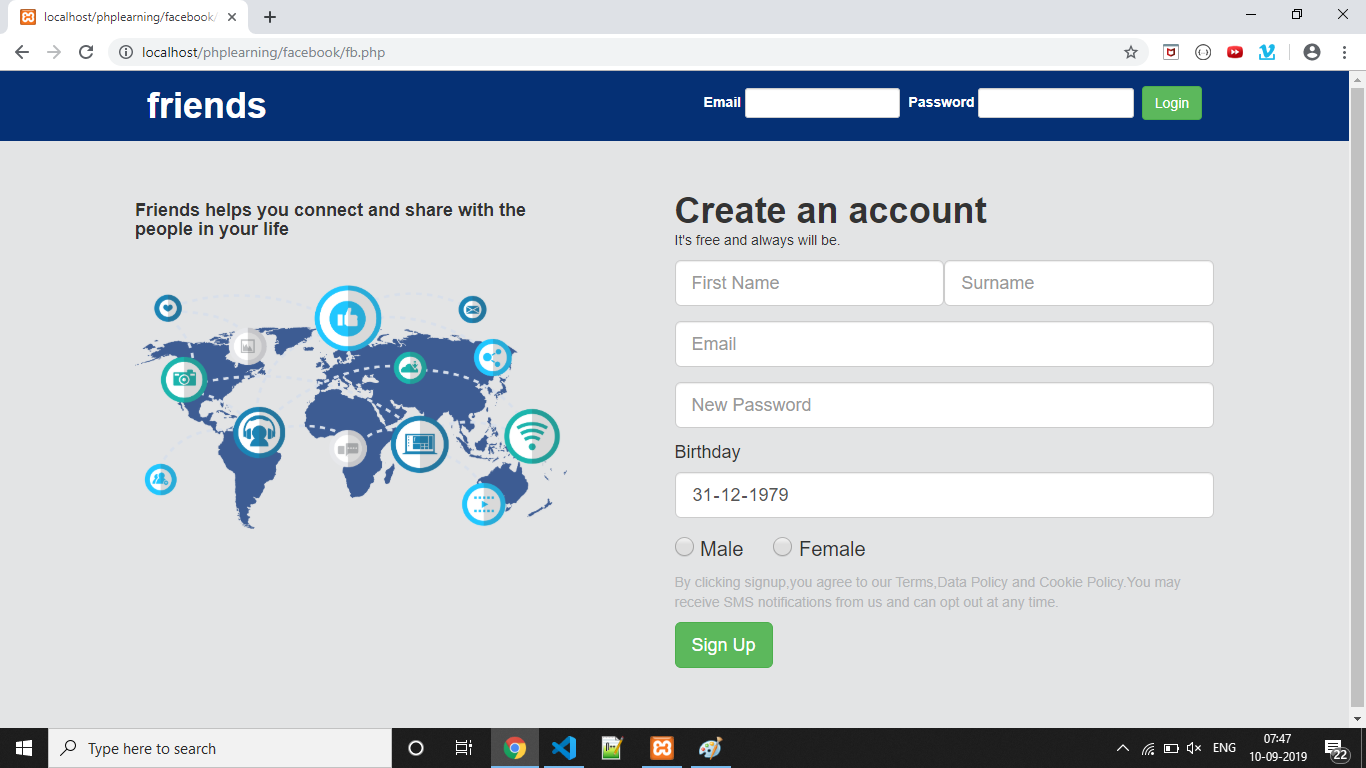 localhost/phplearning/facebook/
localhost/phplearning/facebook/fb.php
friends
Email
Password
Login
Friends helps you connect and share with the
people in your life
Create an account
It's free and always will be.
First Name
Surname
Email
New Password
Birthday
31-12-1979
Male
Female
By clicking signup,you agree to our Terms,Data Policy and Cookie Policy.You may
receive SMS notifications from us and can opt out at any time.
Sign Up
Type here to search
ENG
07:47
10-09-2019
22